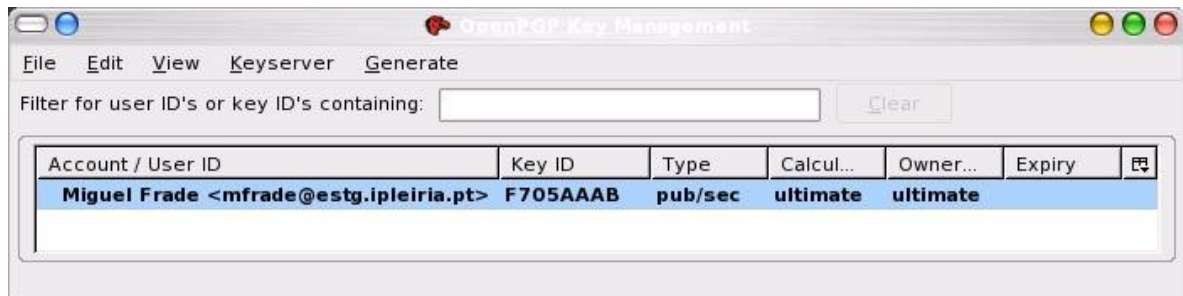 OpenPGP Key Management
File Edit View Keyserver Generate
Filter for user ID's or key ID's containing: Clear
Account / User ID Key ID Type Calcul... Owner... Expiry
Miguel Frade <mfrade@estg.ipleiria.pt> F705AAAB pub/sec ultimate ultimate